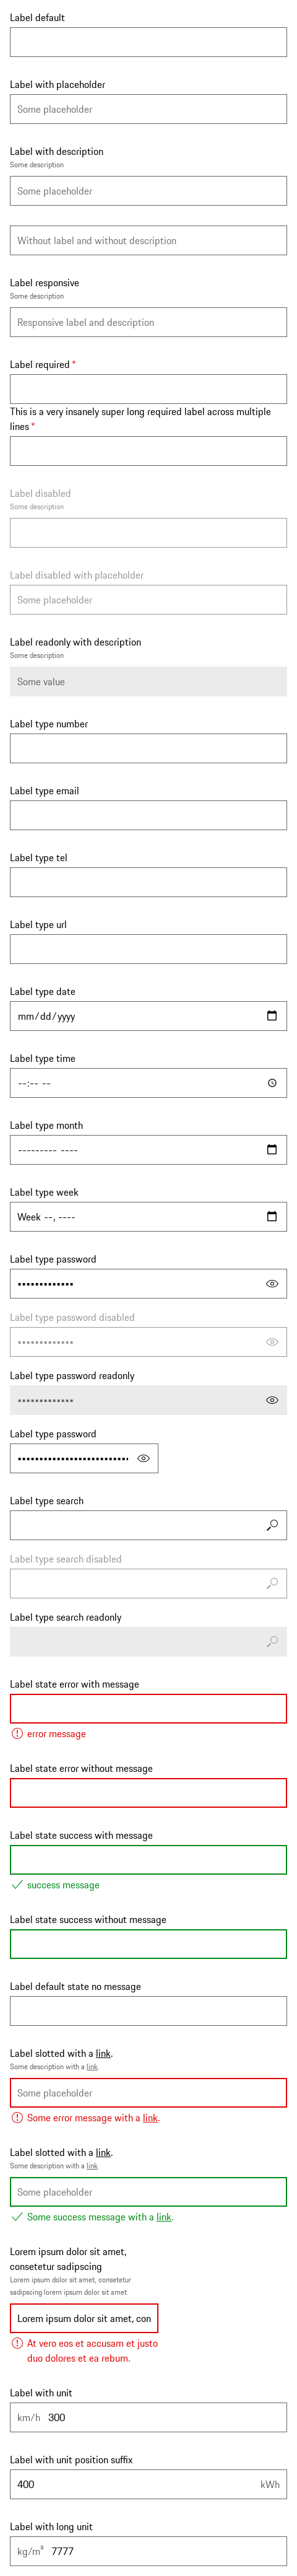 Label default
Label with placeholder
Some placeholder
Label with description
Some description
Some placeholder
Without label and without description
Label responsive
Some description
Responsive label and description
Label required *
This is a very insanely super long required label across multiple
lines *
Label disabled
Some description
Label disabled with placeholder
Some placeholder
Label readonly with description
Some description
Some value
Label type number
Label type email
Label type tel
Label type url
Label type date
mm/dd/yyyy
Label type time
--:-- --
Label type month
--------- ----
Label type week
Week --, ----
Label type password
•••••••••••••
Label type password disabled
•••••••••••••
Label type password readonly
•••••••••••••
Label type password
••••••••••••••••••••••••••
Label type search
Label type search disabled
Label type search readonly
Label state error with message
error message
Label state error without message
Label state success with message
success message
Label state success without message
Label default state no message
Label slotted with a link.
Some description with a link.
Some placeholder
Some error message with a link.
Label slotted with a link.
Some description with a link.
Some placeholder
Some success message with a link.
Lorem ipsum dolor sit amet,
consetetur sadipscing
Lorem ipsum dolor sit amet, consetetur
sadipscing lorem ipsum dolor sit amet
Lorem ipsum dolor sit amet, con
At vero eos et accusam et justo
duo dolores et ea rebum.
Label with unit
km/h 300
Label with unit position suffix
400 kWh
Label with long unit
kg/m³ 7777